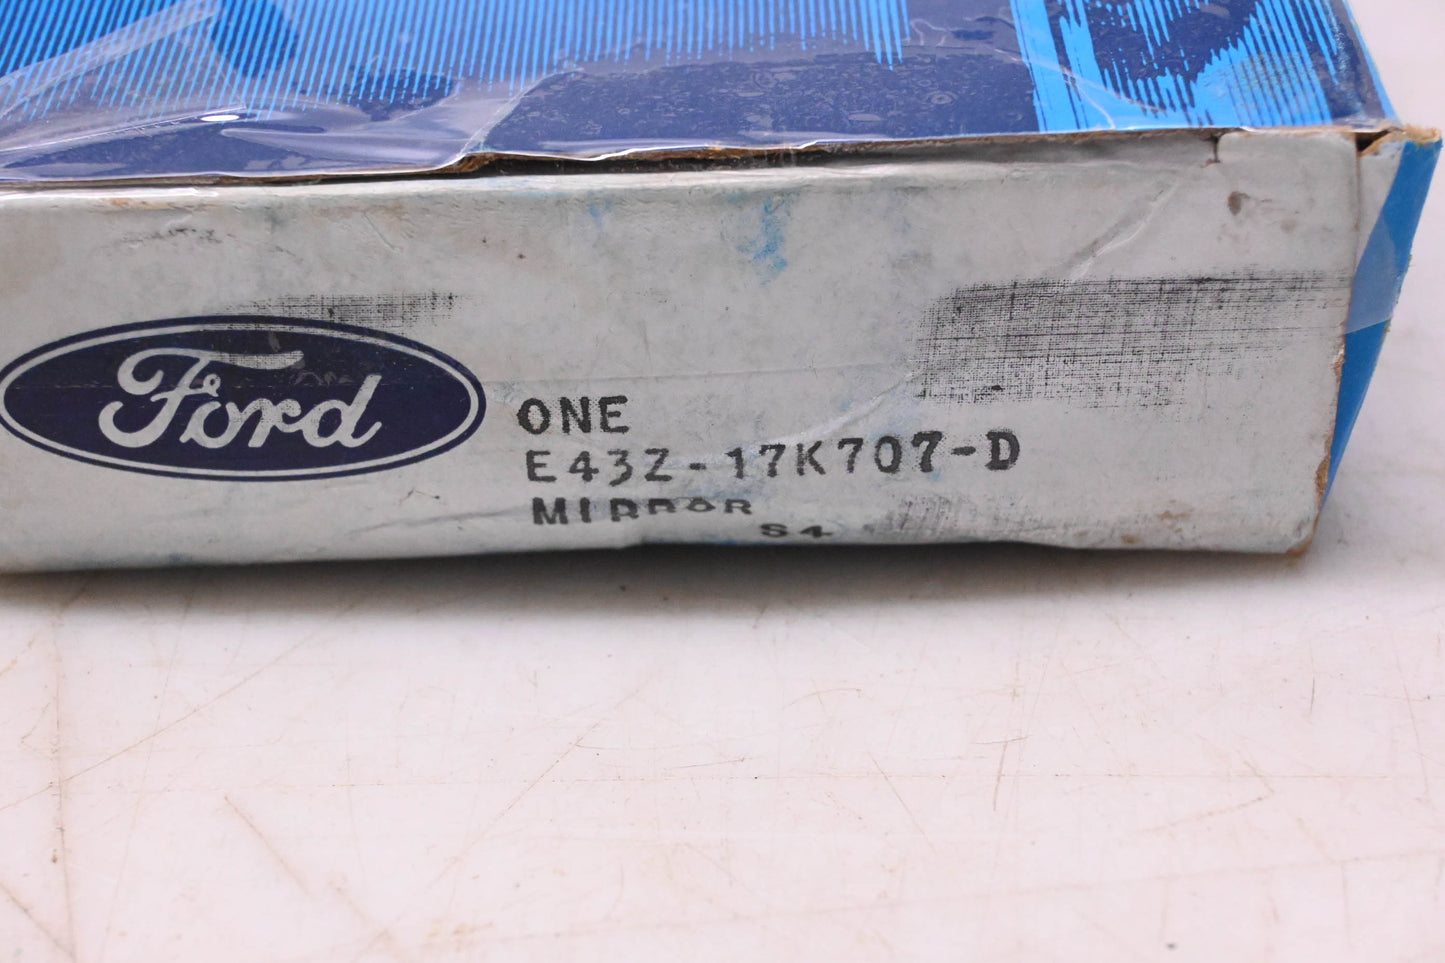 Ford
ONE
E43Z-17K707-D
MIRROR
S4